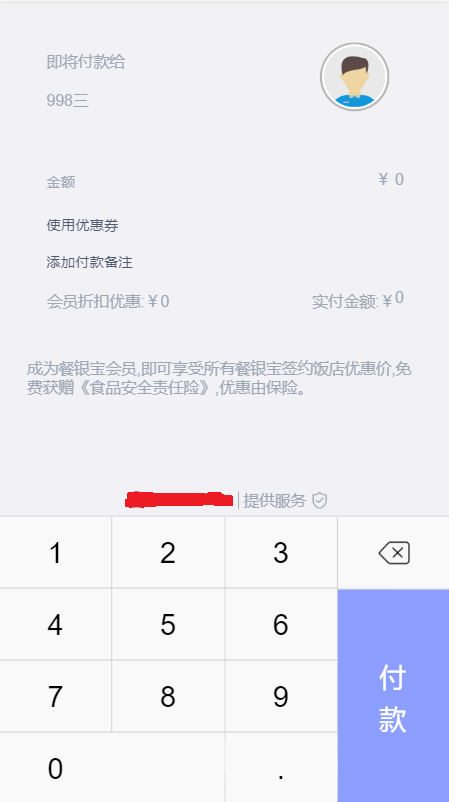 即将付款给
998三
金额 ¥ 0
使用优惠券
添加付款备注
会员折扣优惠:¥0 实付金额:¥0
成为餐银宝会员,即可享受所有餐银宝签约饭店优惠价,免
费获赠《食品安全责任险》,优惠由保险。
| 提供服务
1 2 3
4 5 6
7 8 9
0 .
付
款